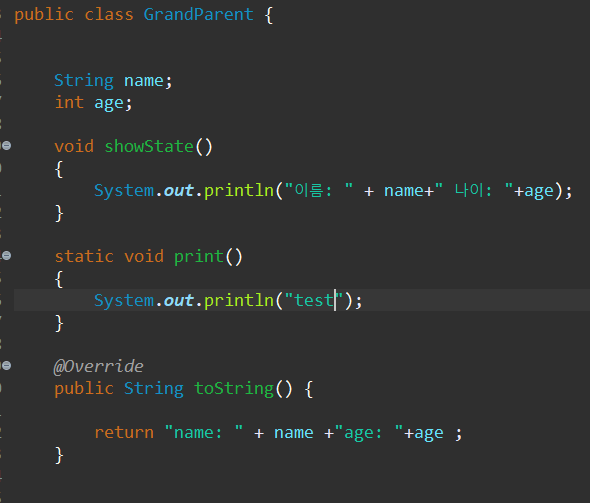 public class GrandParent {
String name;
int age;
void showState()
{
System.out.println("이름: " + name+" 나이: "+age);
}
static void print()
{
System.out.println("test");
}
@Override
public String toString() {
return "name: " + name +"age: "+age ;
}